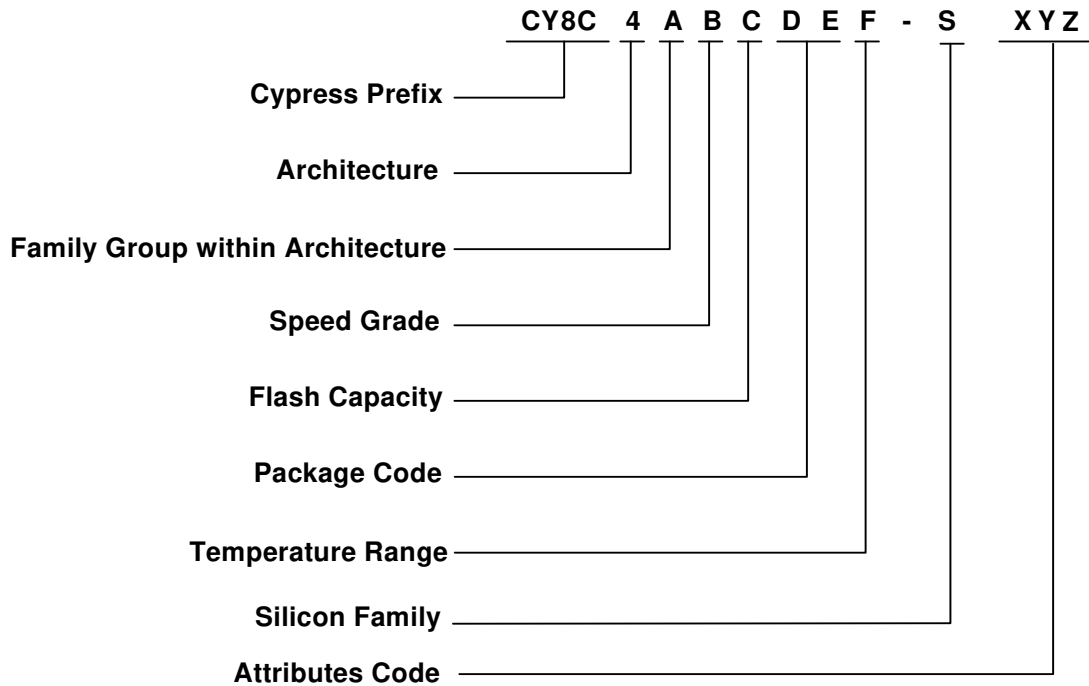 CY8C 4 A B C D E F - S X Y Z
Cypress Prefix
Architecture
Family Group within Architecture
Speed Grade
Flash Capacity
Package Code
Temperature Range
Silicon Family
Attributes Code